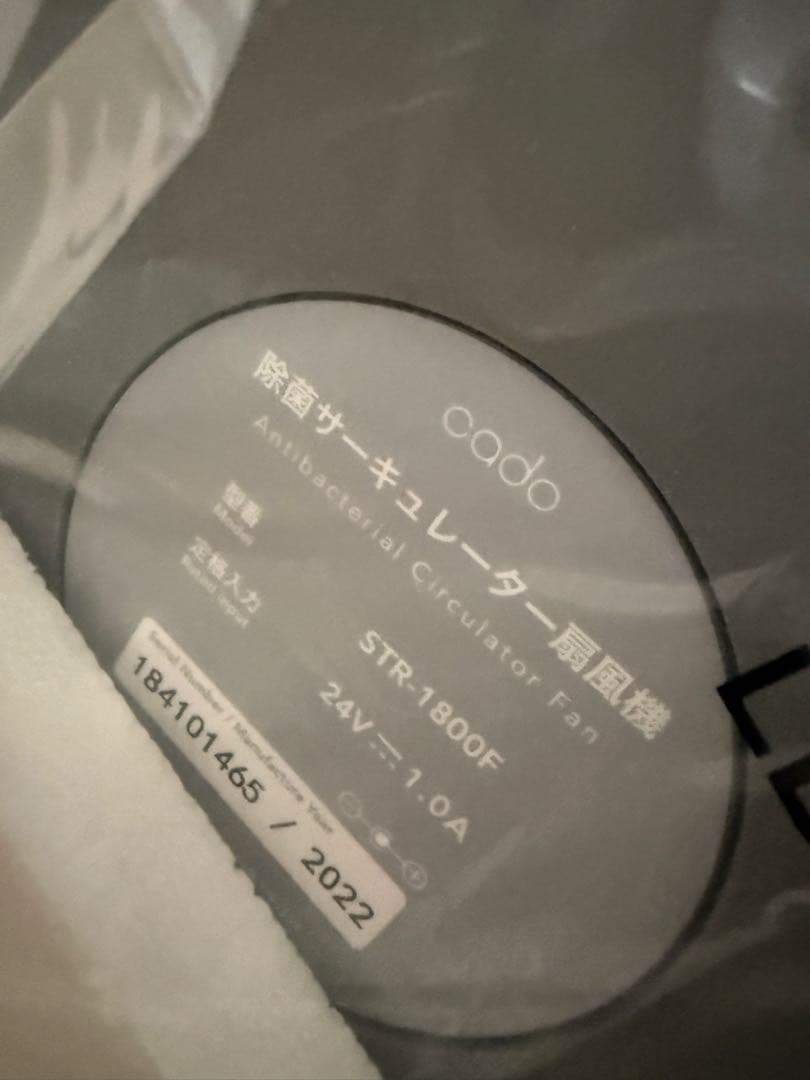 cado
除菌サーキュレーター扇風機
Antibacterial Circulator Fan
型番 STR-1800F
Model
定格入力 24V⎓1.0A
Rated Input
Serial Number / Manufacture Year
184101465 / 2022